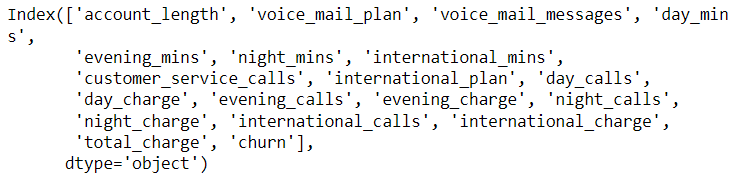 Index(['account_length', 'voice_mail_plan', 'voice_mail_messages', 'day_min
s',
'evening_mins', 'night_mins', 'international_mins',
'customer_service_calls', 'international_plan', 'day_calls',
'day_charge', 'evening_calls', 'evening_charge', 'night_calls',
'night_charge', 'international_calls', 'international_charge',
'total_charge', 'churn'],
dtype='object')